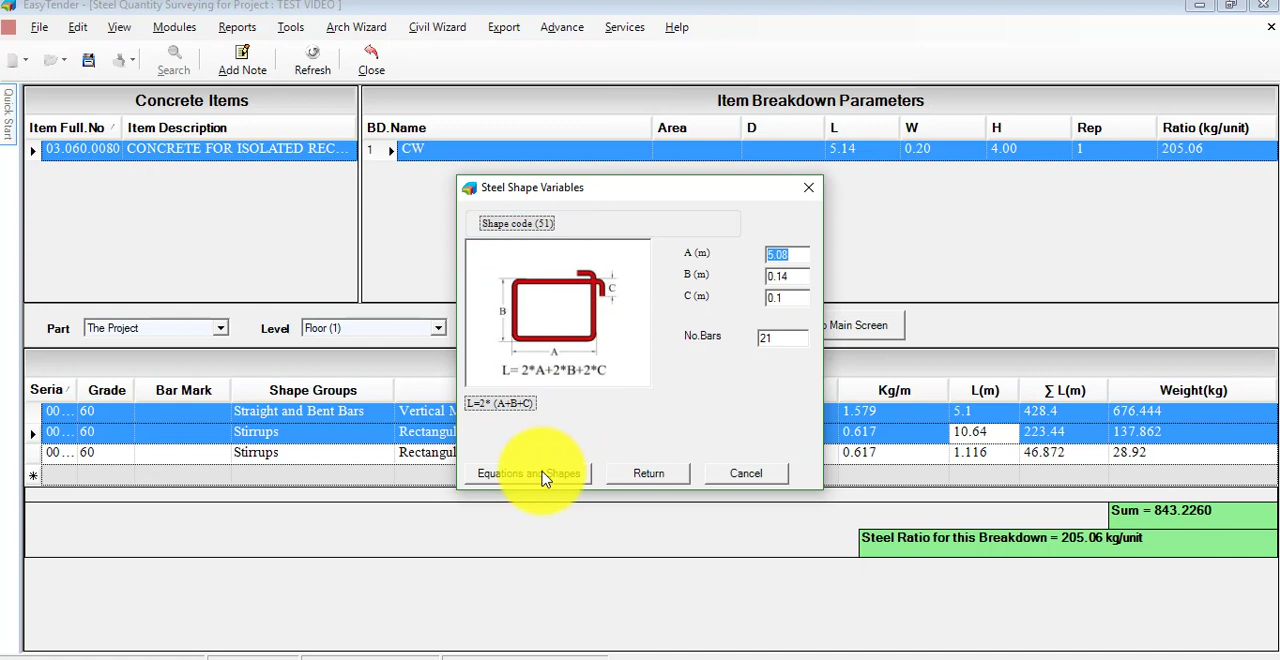 EasyTender - [Steel Quantity Surveying for Project : TEST VIDEO ]
File Edit View Modules Reports Tools Arch Wizard Civil Wizard Export Advance Services Help
Search Add Note Refresh Close
Quick Start
Concrete Items
Item Breakdown Parameters
Item Full.No Item Description
BD.Name Area D L W H Rep Ratio (kg/unit)
03.060.0080 CONCRETE FOR ISOLATED REC...
1 CW 5.14 0.20 4.00 1 205.06
Steel Shape Variables
Shape code (51)
A (m) 5.08
B (m) 0.14
C (m) 0.1
No.Bars 21
B
C
A
L= 2*A+2*B+2*C
L=2* (A+B+C)
Equations and Shapes Return Cancel
Part The Project Level Floor (1)
Main Screen
Seria Grade Bar Mark Shape Groups Kg/m L(m) ∑ L(m) Weight(kg)
00... 60 Straight and Bent Bars Vertical M 1.579 5.1 428.4 676.444
00... 60 Stirrups Rectangul 0.617 10.64 223.44 137.862
00... 60 Stirrups Rectangul 0.617 1.116 46.872 28.92
Sum = 843.2260
Steel Ratio for this Breakdown = 205.06 kg/unit